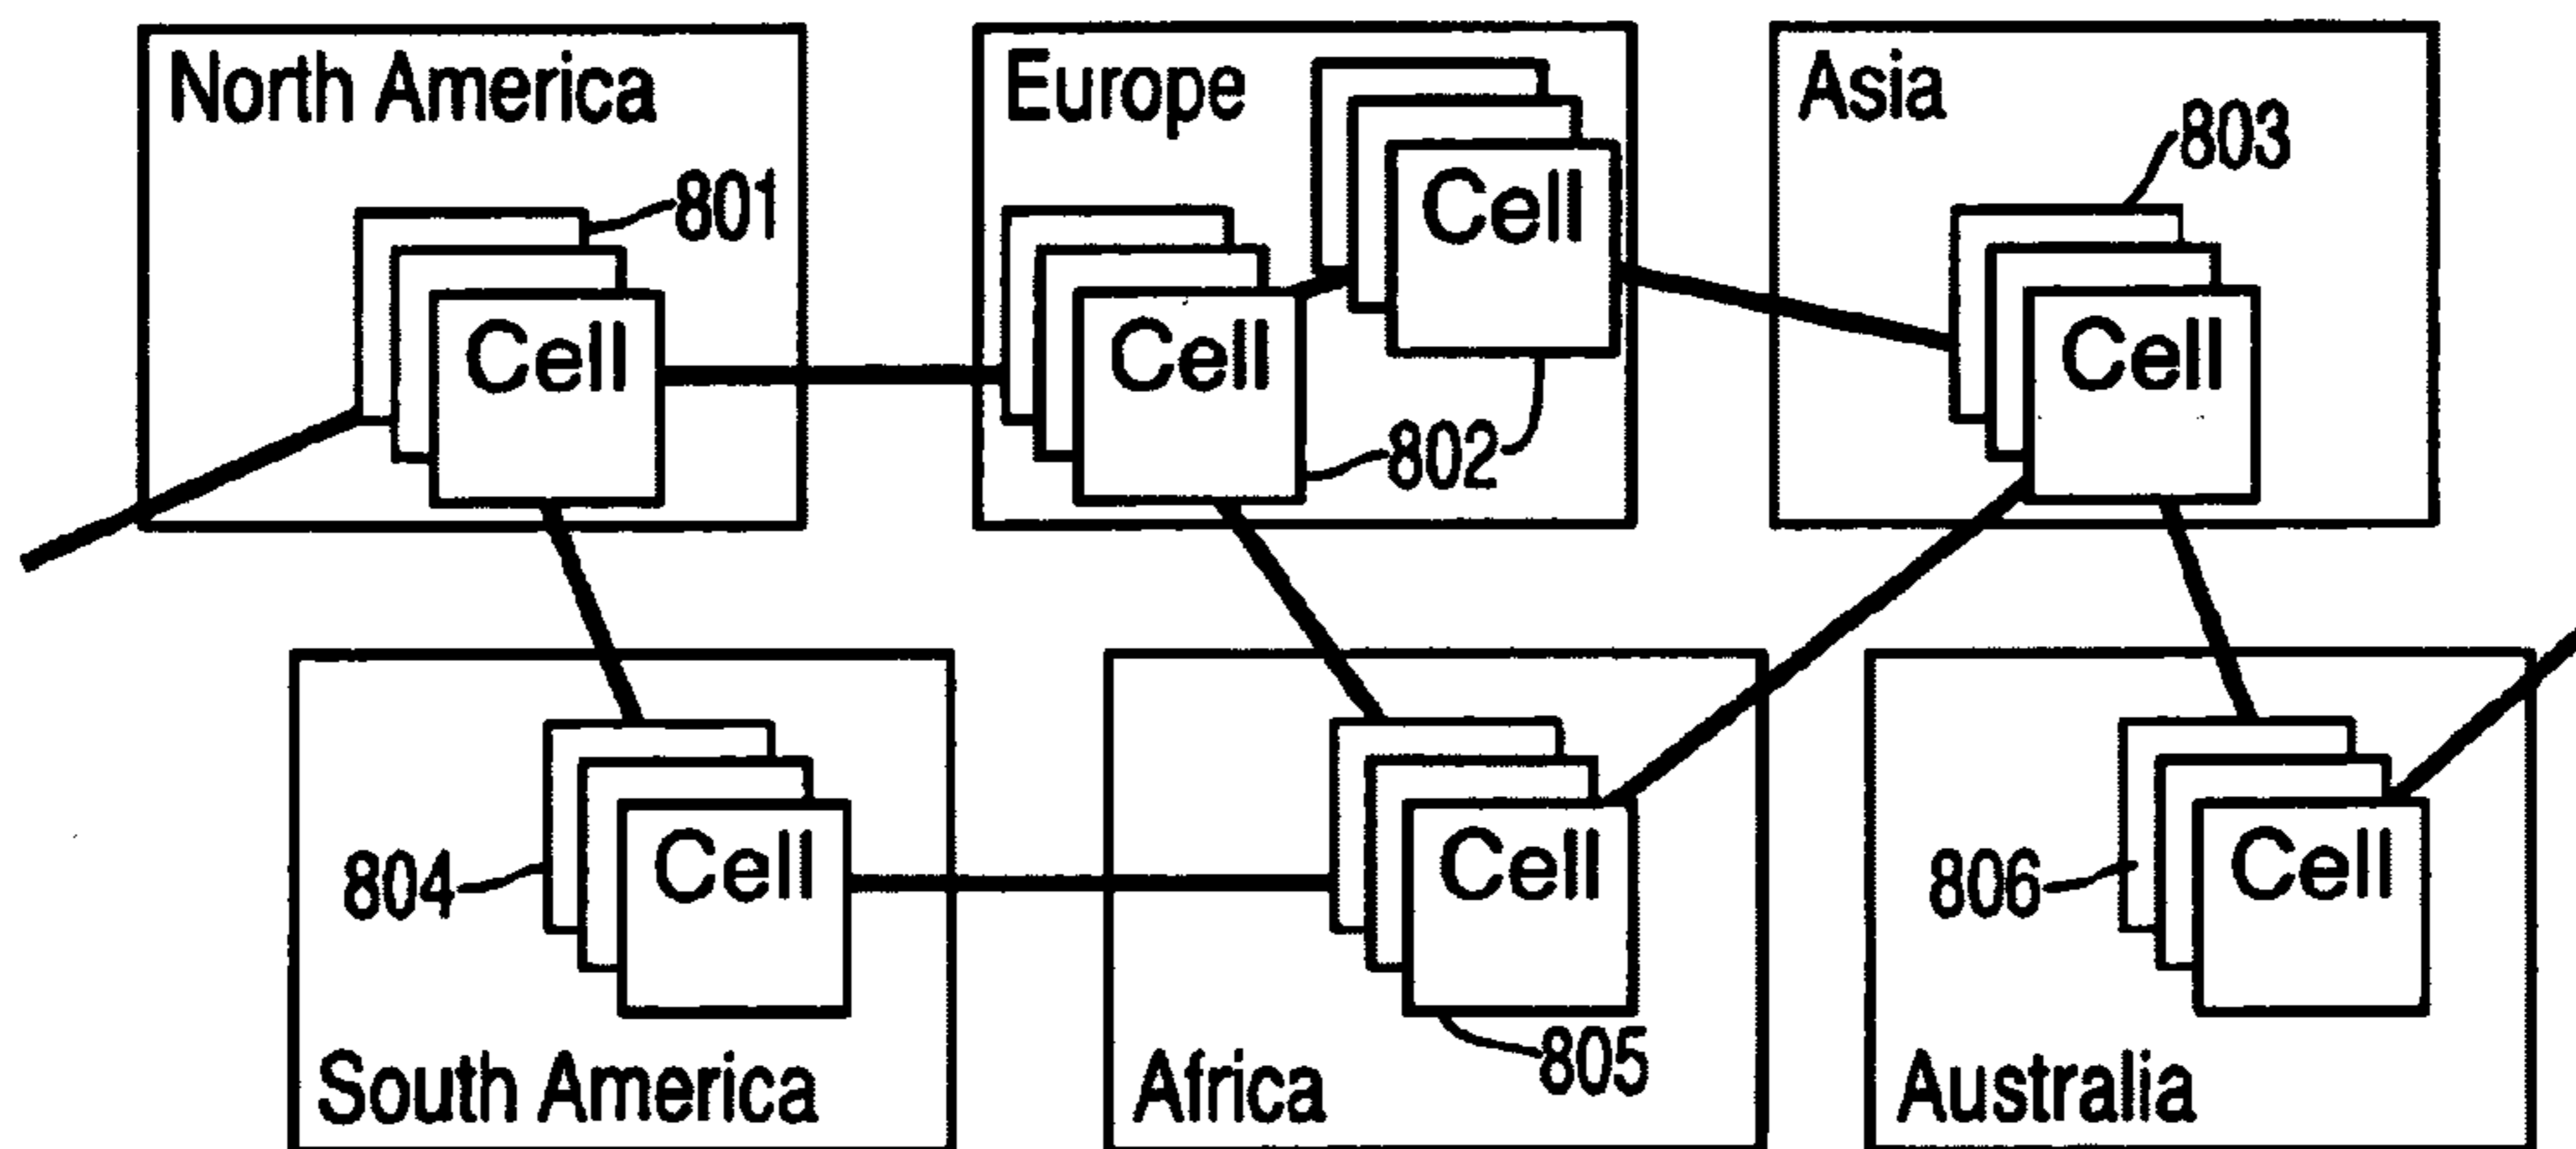 North America
801
Cell
Europe
Cell
Cell
802
Asia
803
Cell
804
Cell
South America
Cell
805
Africa
806
Cell
Australia